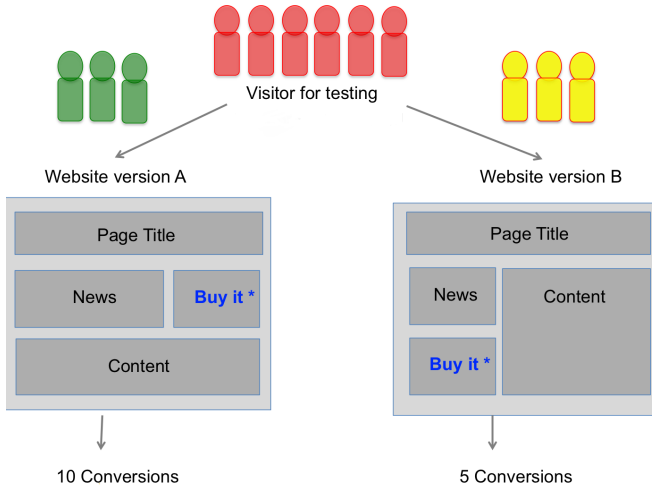 Visitor for testing
Website version A
Page Title
News
Buy it *
Content
10 Conversions
Website version B
Page Title
News
Content
Buy it *
5 Conversions